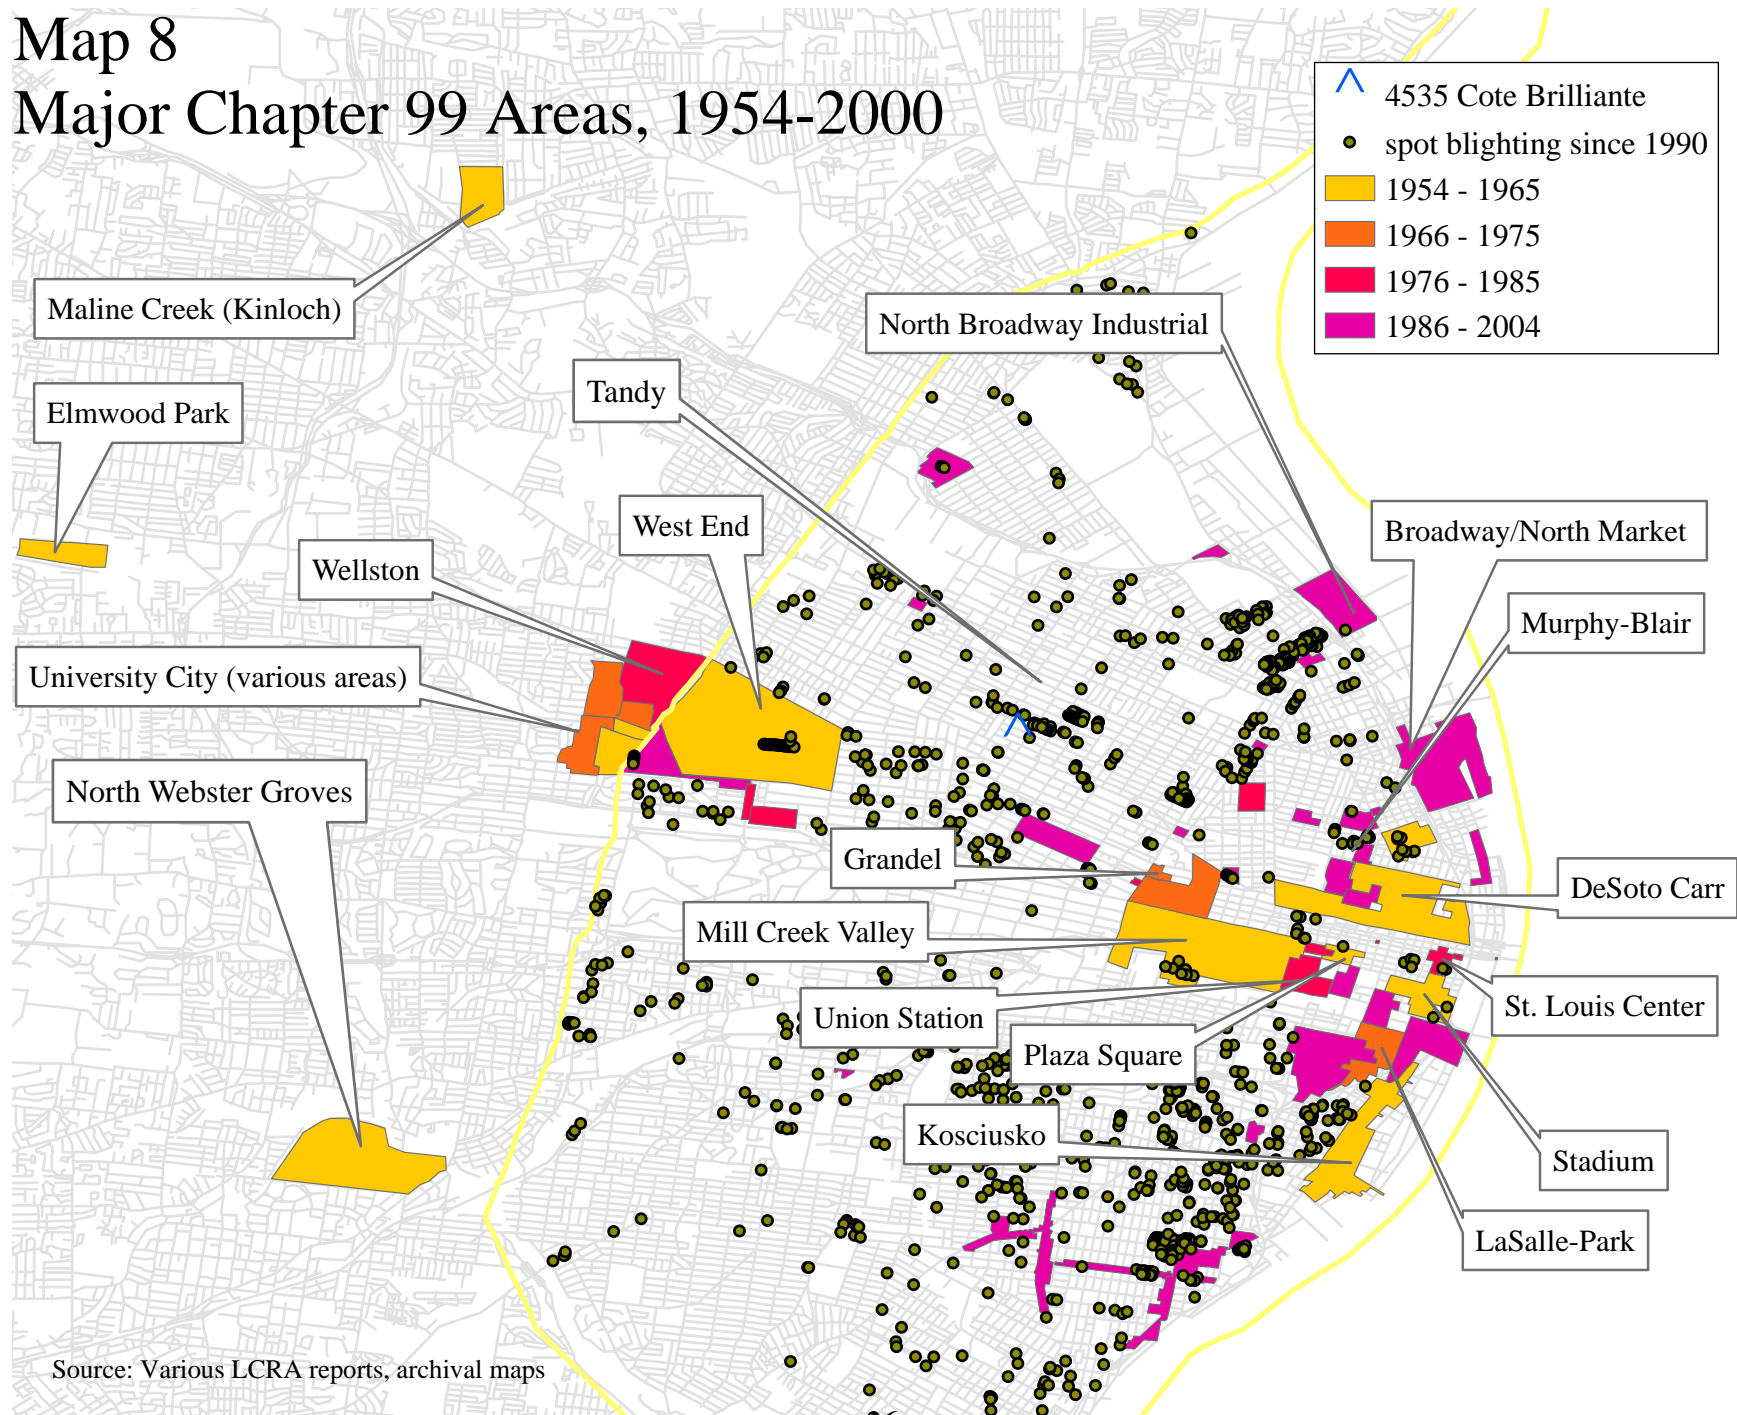 Map 8
Major Chapter 99 Areas, 1954-2000
4535 Cote Brilliante
spot blighting since 1990
1954 - 1965
1966 - 1975
1976 - 1985
1986 - 2004
Maline Creek (Kinloch)
North Broadway Industrial
Tandy
Elmwood Park
West End
Broadway/North Market
Wellston
Murphy-Blair
University City (various areas)
North Webster Groves
Grandel
DeSoto Carr
Mill Creek Valley
Union Station
St. Louis Center
Plaza Square
Kosciusko
Stadium
LaSalle-Park
Source: Various LCRA reports, archival maps